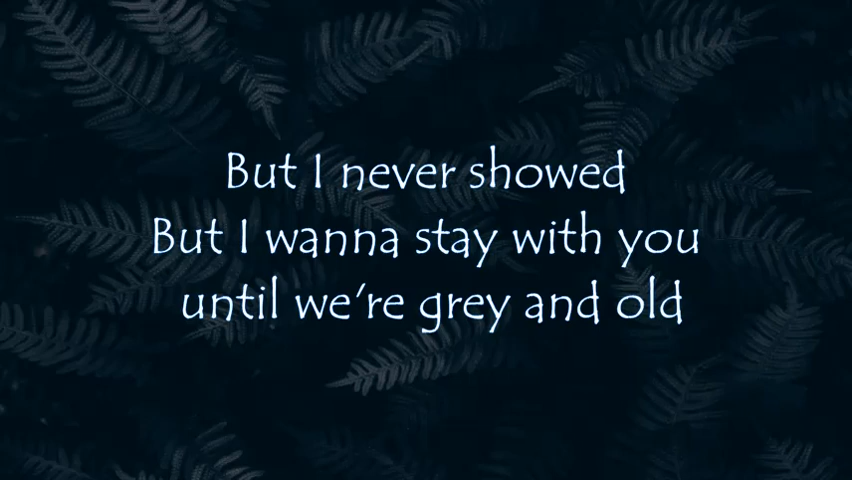 But I never showed
But I wanna stay with you
until we're grey and old